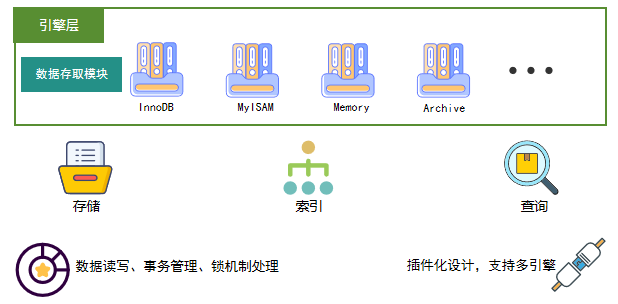 引擎层
数据存取模块
InnoDB
MyISAM
Memory
Archive
存储
索引
查询
数据读写、事务管理、锁机制处理
插件化设计，支持多引擎